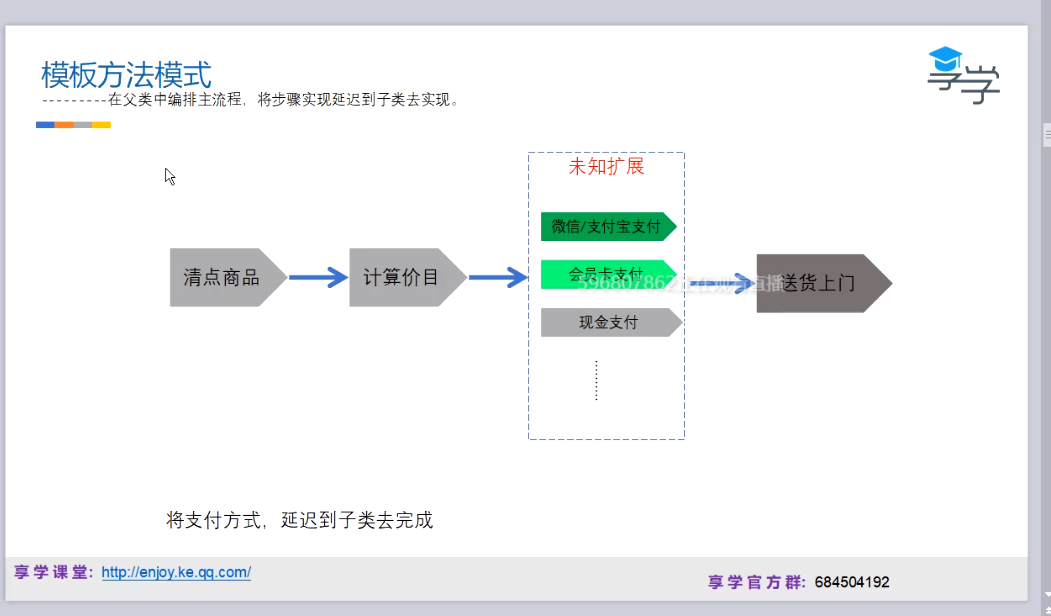 模板方法模式
----------在父类中编排主流程，将步骤实现延迟到子类去实现。
享学
未知扩展
微信/支付宝支付
清点商品
计算价目
会员卡支付
596807862正在观看直播
送货上门
现金支付
将支付方式，延迟到子类去完成
享学课堂: http://enjoy.ke.qq.com/
享学官方群: 684504192